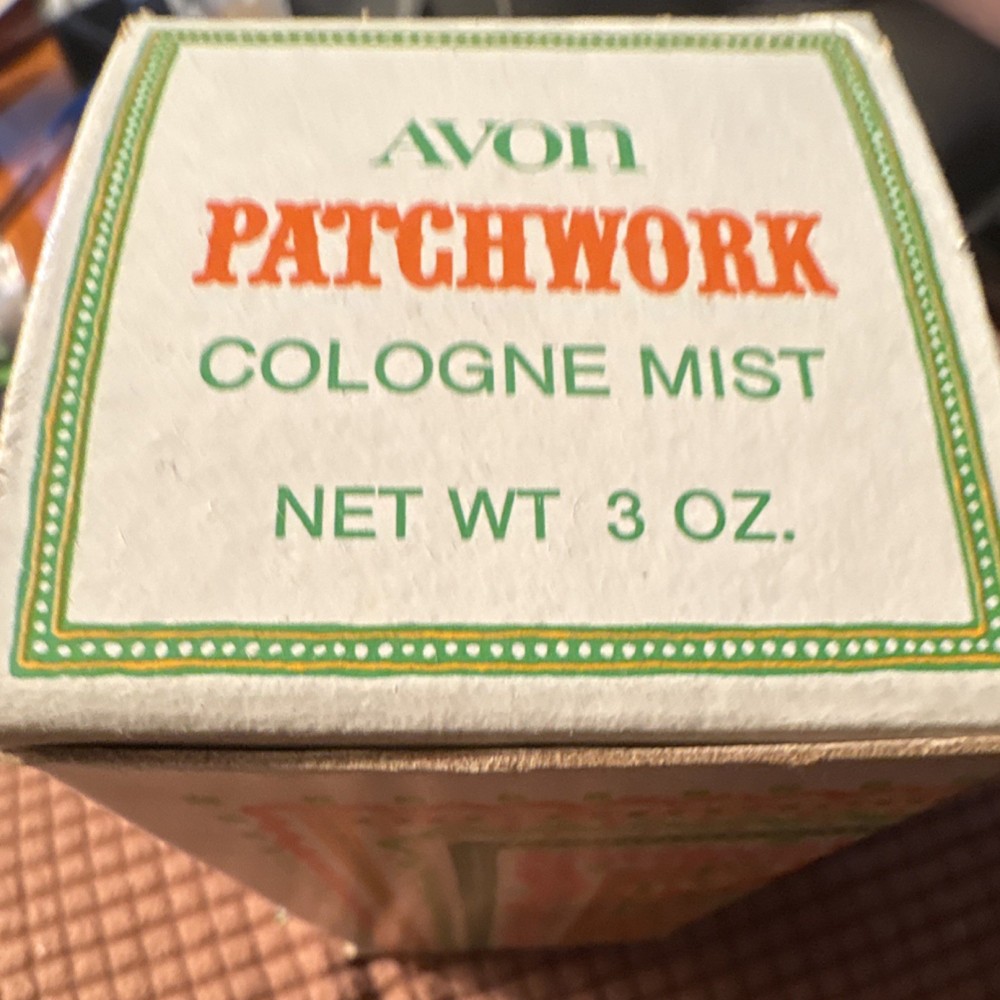 AVON
PATCHWORK
COLOGNE MIST
NET WT 3 OZ.